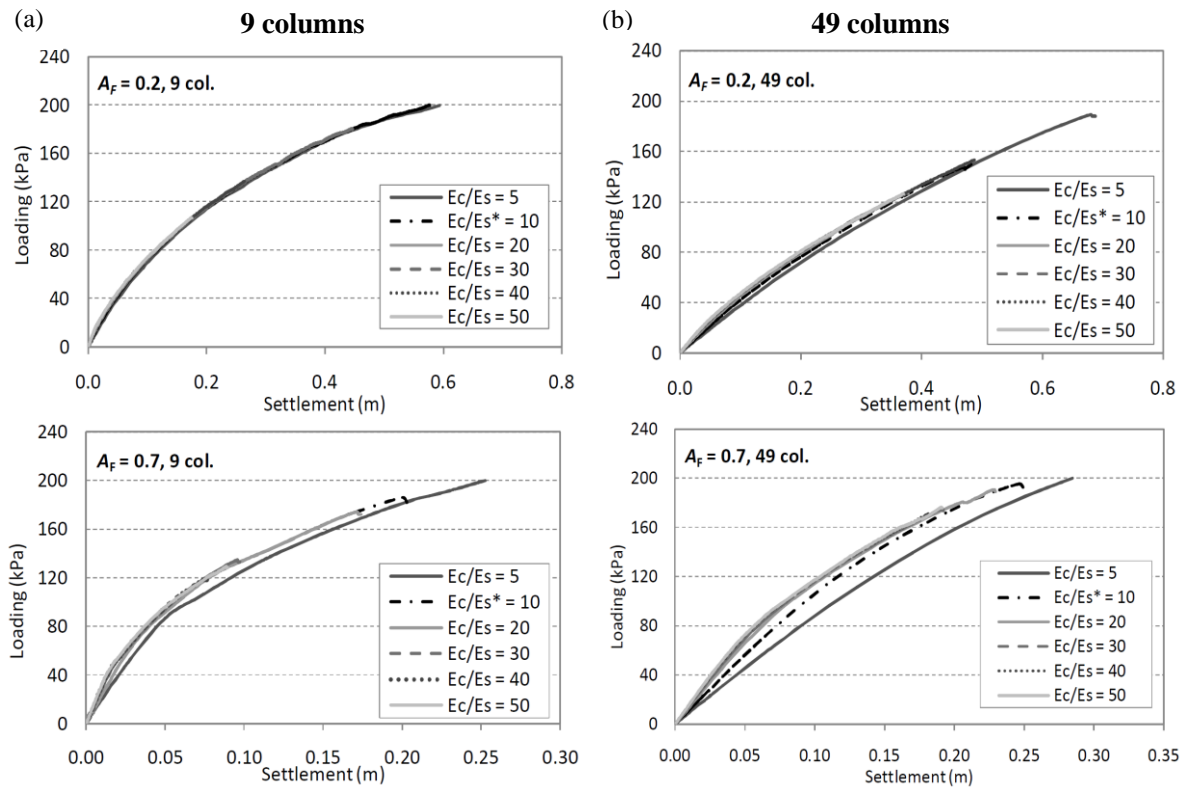 (a)
9 columns
240
200
160
120
80
40
0
Loading (kPa)
A_F = 0.2, 9 col.
Ec/Es = 5
Ec/Es* = 10
Ec/Es = 20
Ec/Es = 30
Ec/Es = 40
Ec/Es = 50
0.0 0.2 0.4 0.6 0.8
Settlement (m)
(b)
49 columns
240
200
160
120
80
40
0
Loading (kPa)
A_F = 0.2, 49 col.
Ec/Es = 5
Ec/Es* = 10
Ec/Es = 20
Ec/Es = 30
Ec/Es = 40
Ec/Es = 50
0.0 0.2 0.4 0.6 0.8
Settlement (m)
240
200
160
120
80
40
0
Loading (kPa)
A_F = 0.7, 9 col.
Ec/Es = 5
Ec/Es* = 10
Ec/Es = 20
Ec/Es = 30
Ec/Es = 40
Ec/Es = 50
0.00 0.05 0.10 0.15 0.20 0.25 0.30
Settlement (m)
240
200
160
120
80
40
0
Loading (kPa)
A_F = 0.7, 49 col.
Ec/Es = 5
Ec/Es* = 10
Ec/Es = 20
Ec/Es = 30
Ec/Es = 40
Ec/Es = 50
0.00 0.05 0.10 0.15 0.20 0.25 0.30 0.35
Settlement (m)